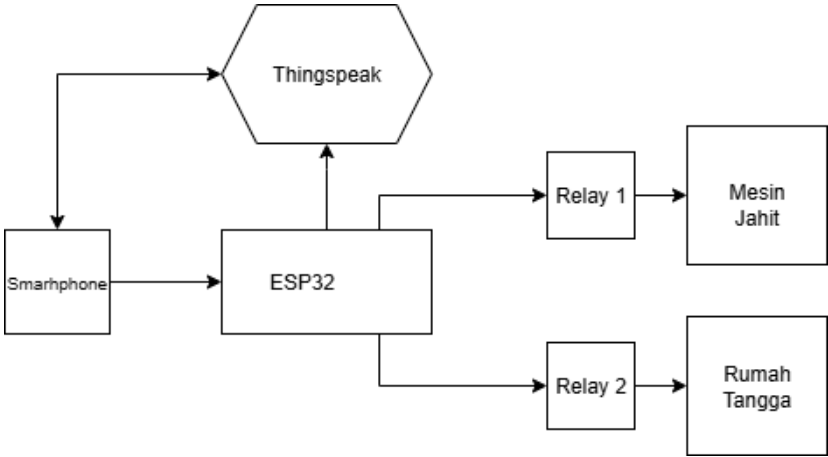 Thingspeak
Relay 1
Mesin
Jahit
Smarhphone
ESP32
Relay 2
Rumah
Tangga